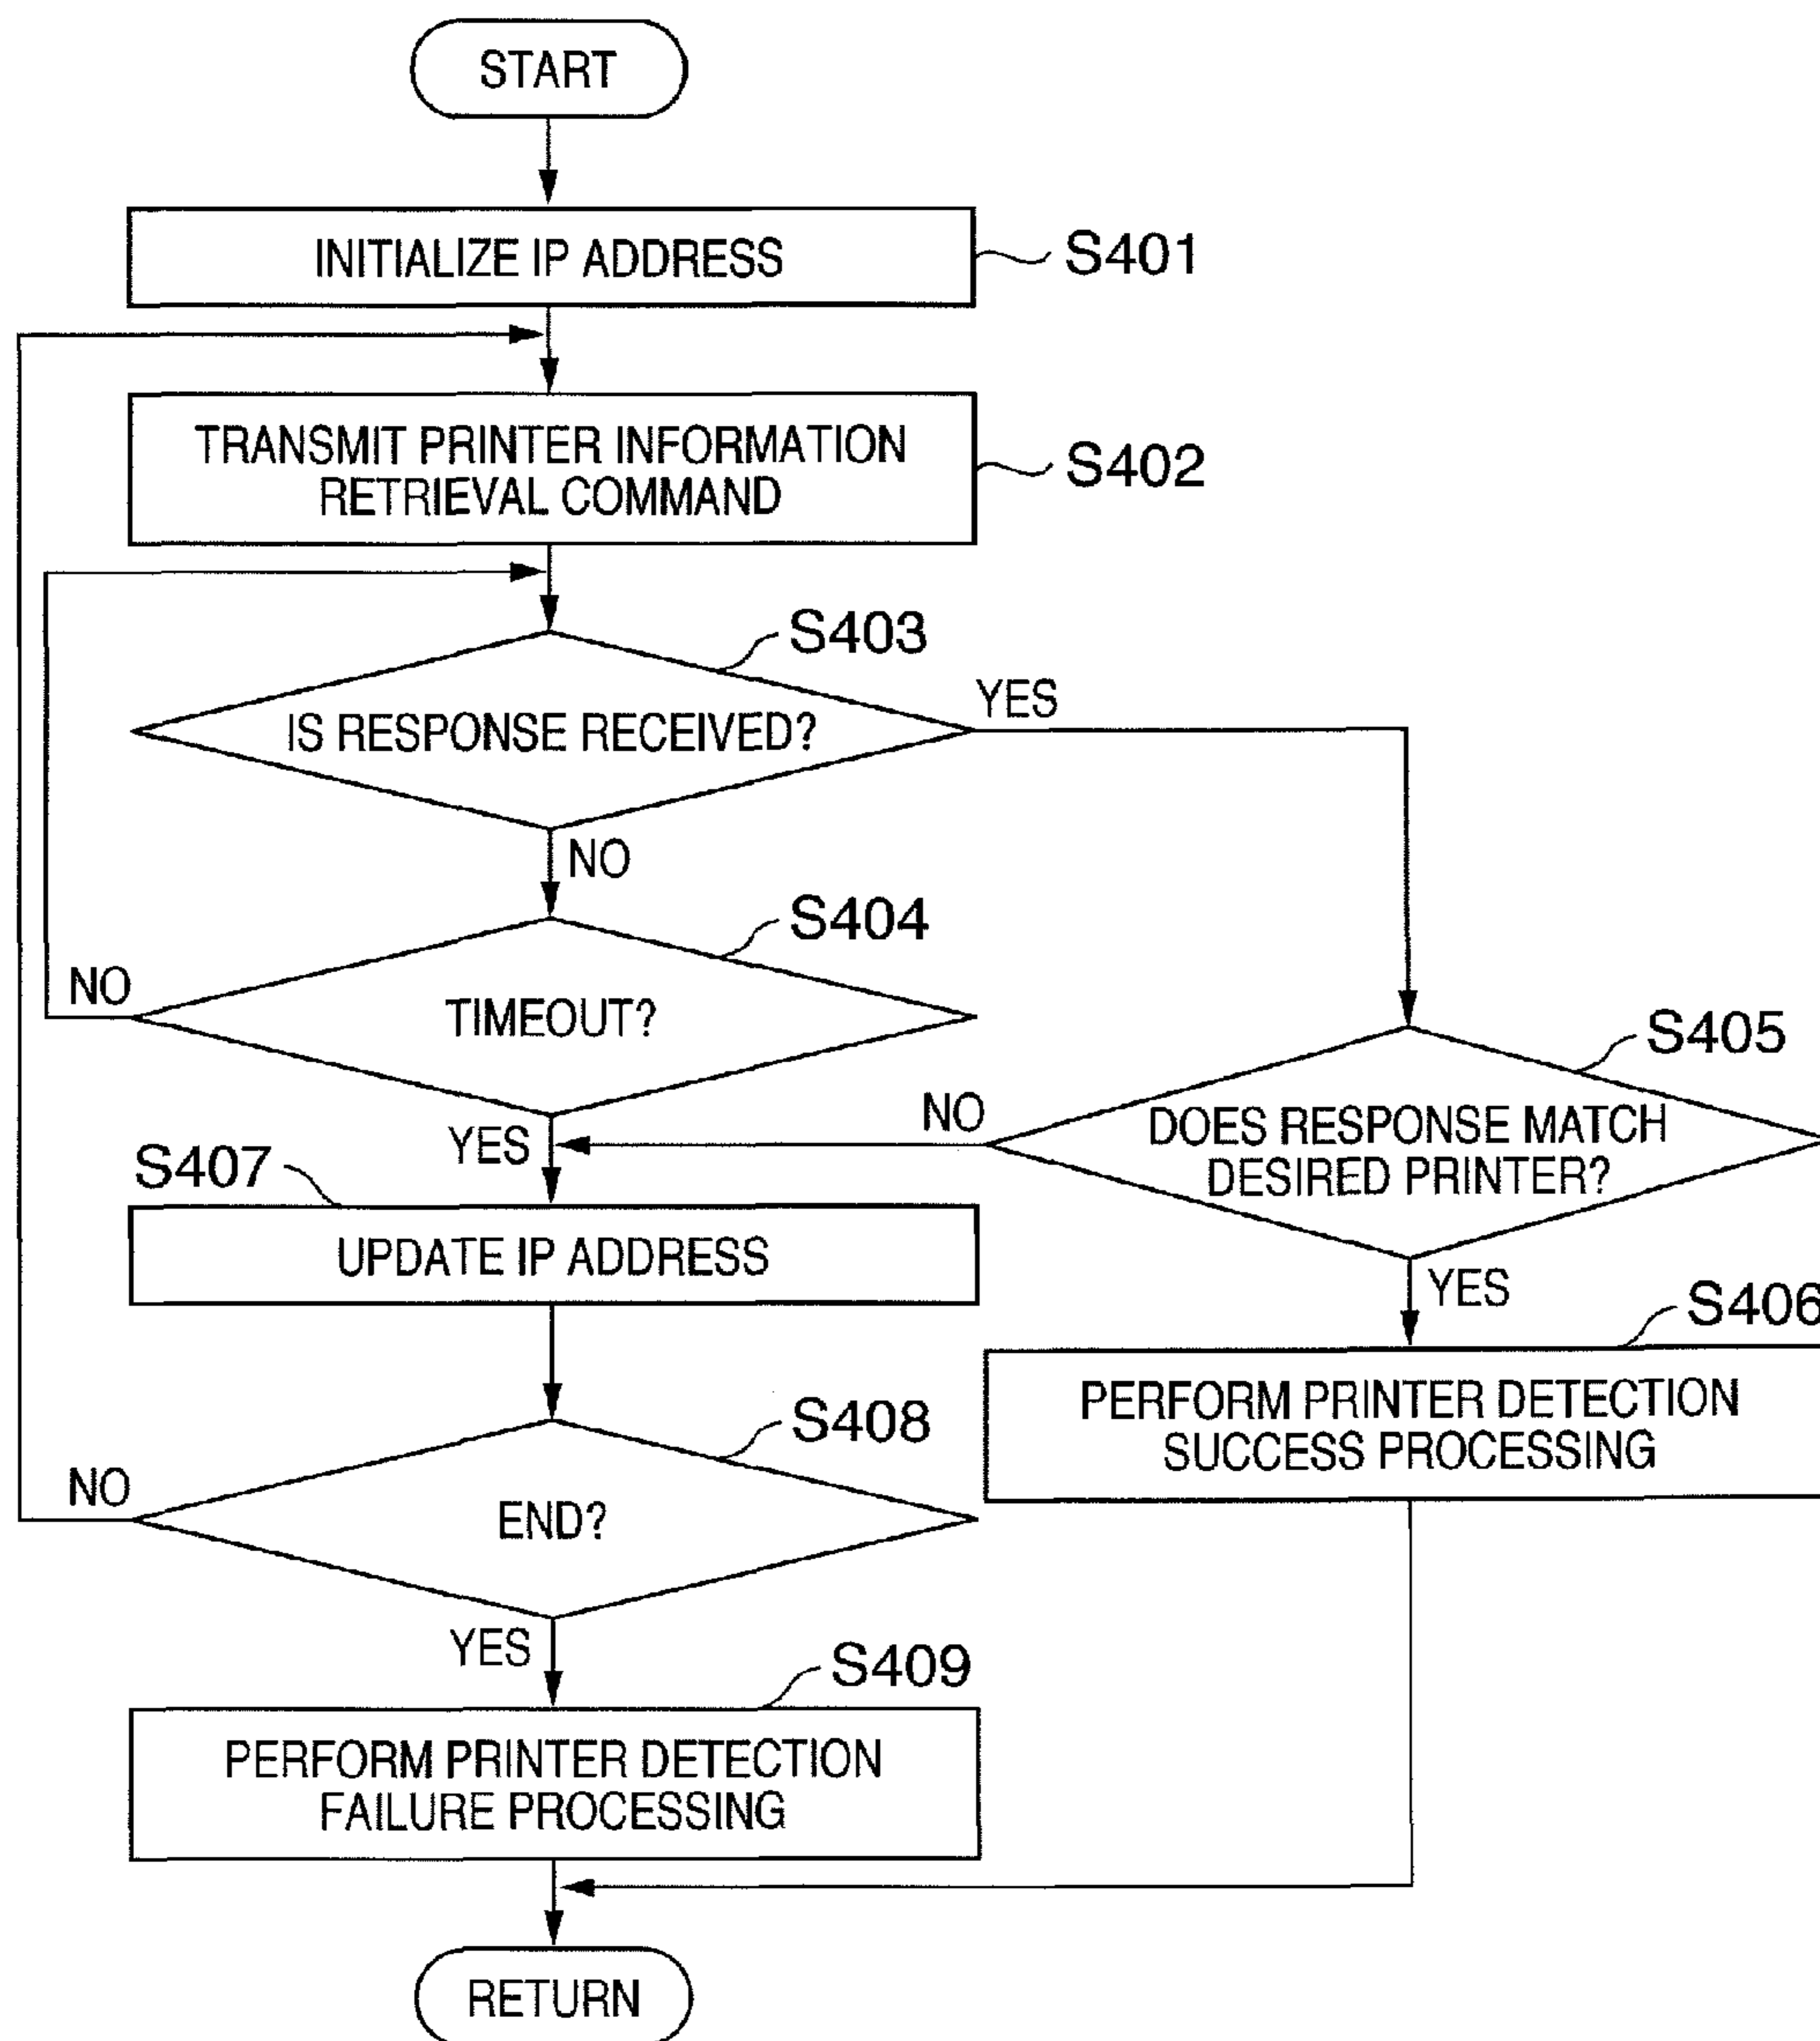 START
INITIALIZE IP ADDRESS
S401
TRANSMIT PRINTER INFORMATION
RETRIEVAL COMMAND
S402
S403
IS RESPONSE RECEIVED?
YES
NO
S404
TIMEOUT?
NO
YES
S405
DOES RESPONSE MATCH
DESIRED PRINTER?
NO
YES
S407
UPDATE IP ADDRESS
S406
PERFORM PRINTER DETECTION
SUCCESS PROCESSING
S408
END?
NO
YES
S409
PERFORM PRINTER DETECTION
FAILURE PROCESSING
RETURN